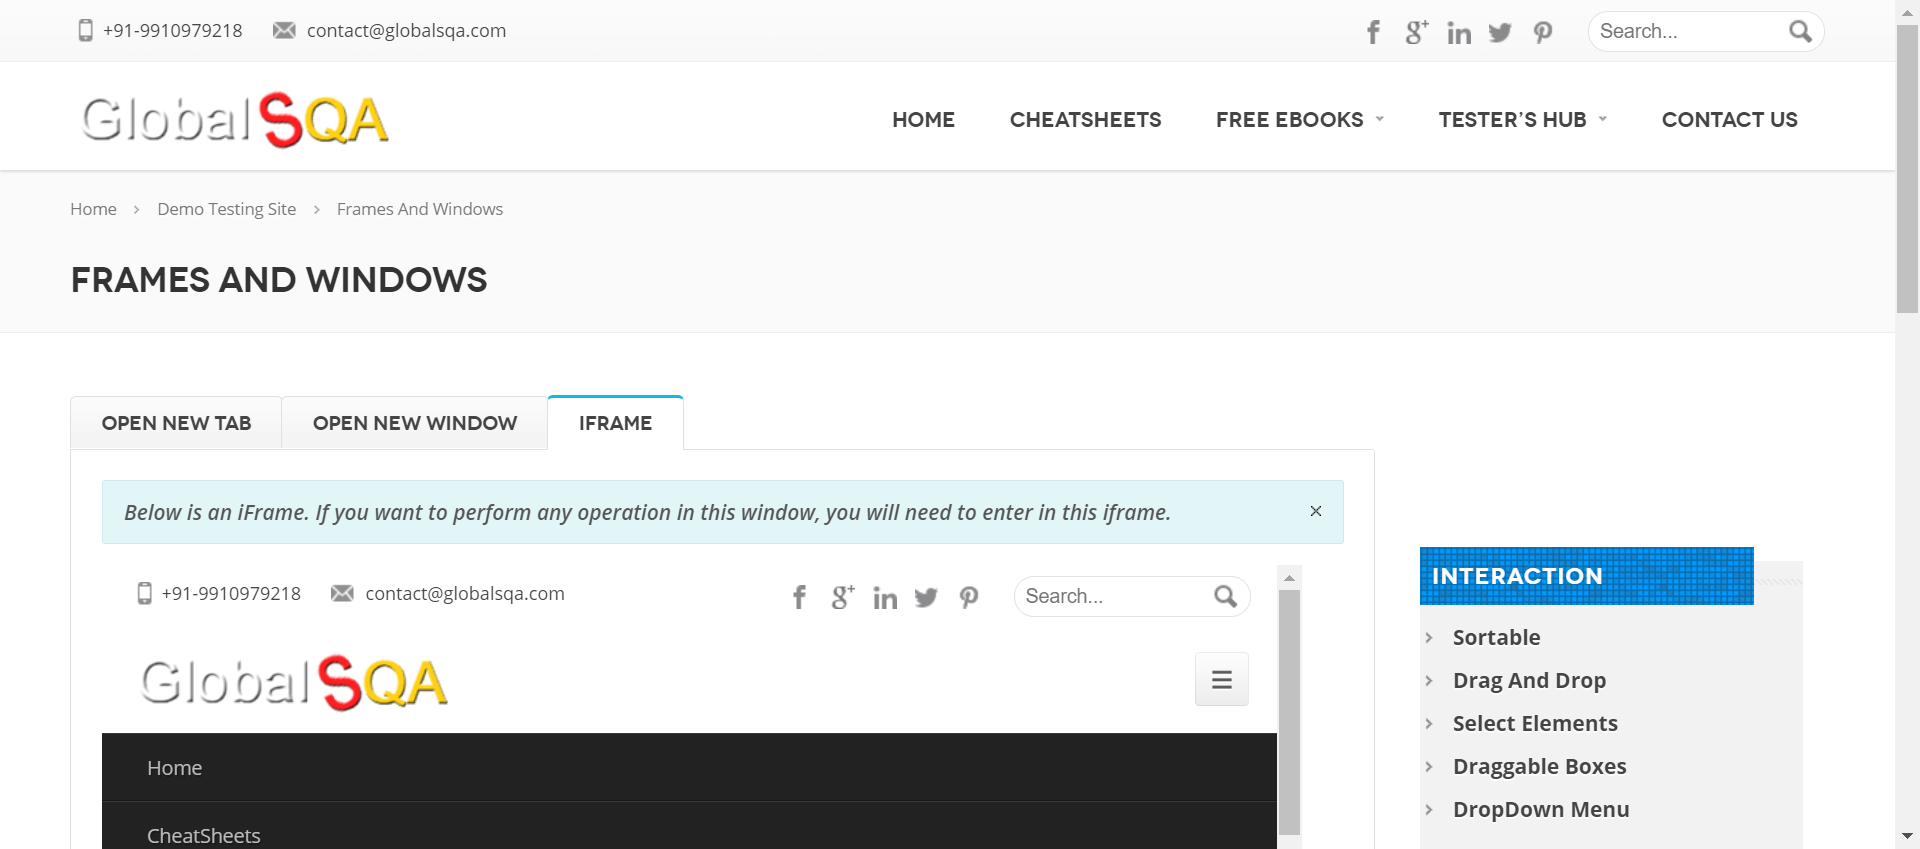 +91-9910979218 contact@globalsqa.com Search...
GlobalSQA
HOME CHEATSHEETS FREE EBOOKS TESTER'S HUB CONTACT US
Home > Demo Testing Site > Frames And Windows
FRAMES AND WINDOWS
OPEN NEW TAB OPEN NEW WINDOW IFRAME
Below is an iFrame. If you want to perform any operation in this window, you will need to enter in this iframe. ×
+91-9910979218 contact@globalsqa.com Search...
GlobalSQA
Home
CheatSheets
INTERACTION
Sortable
Drag And Drop
Select Elements
Draggable Boxes
DropDown Menu